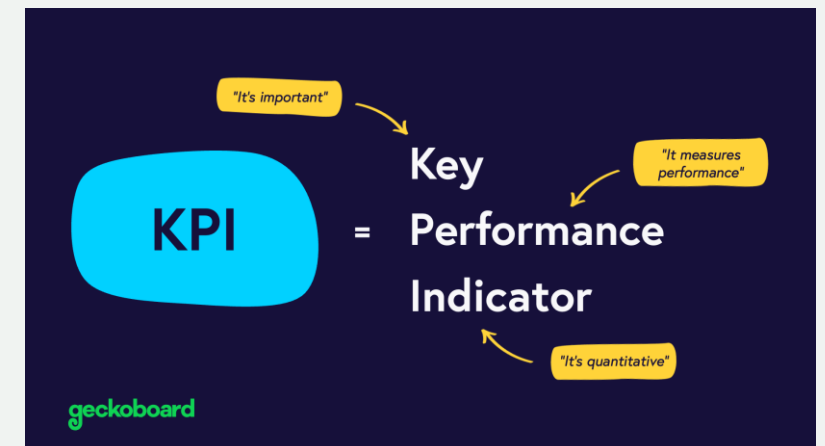 "It's important"
Key
"It measures
performance"
KPI
=
Performance
Indicator
"It's quantitative"
geckoboard